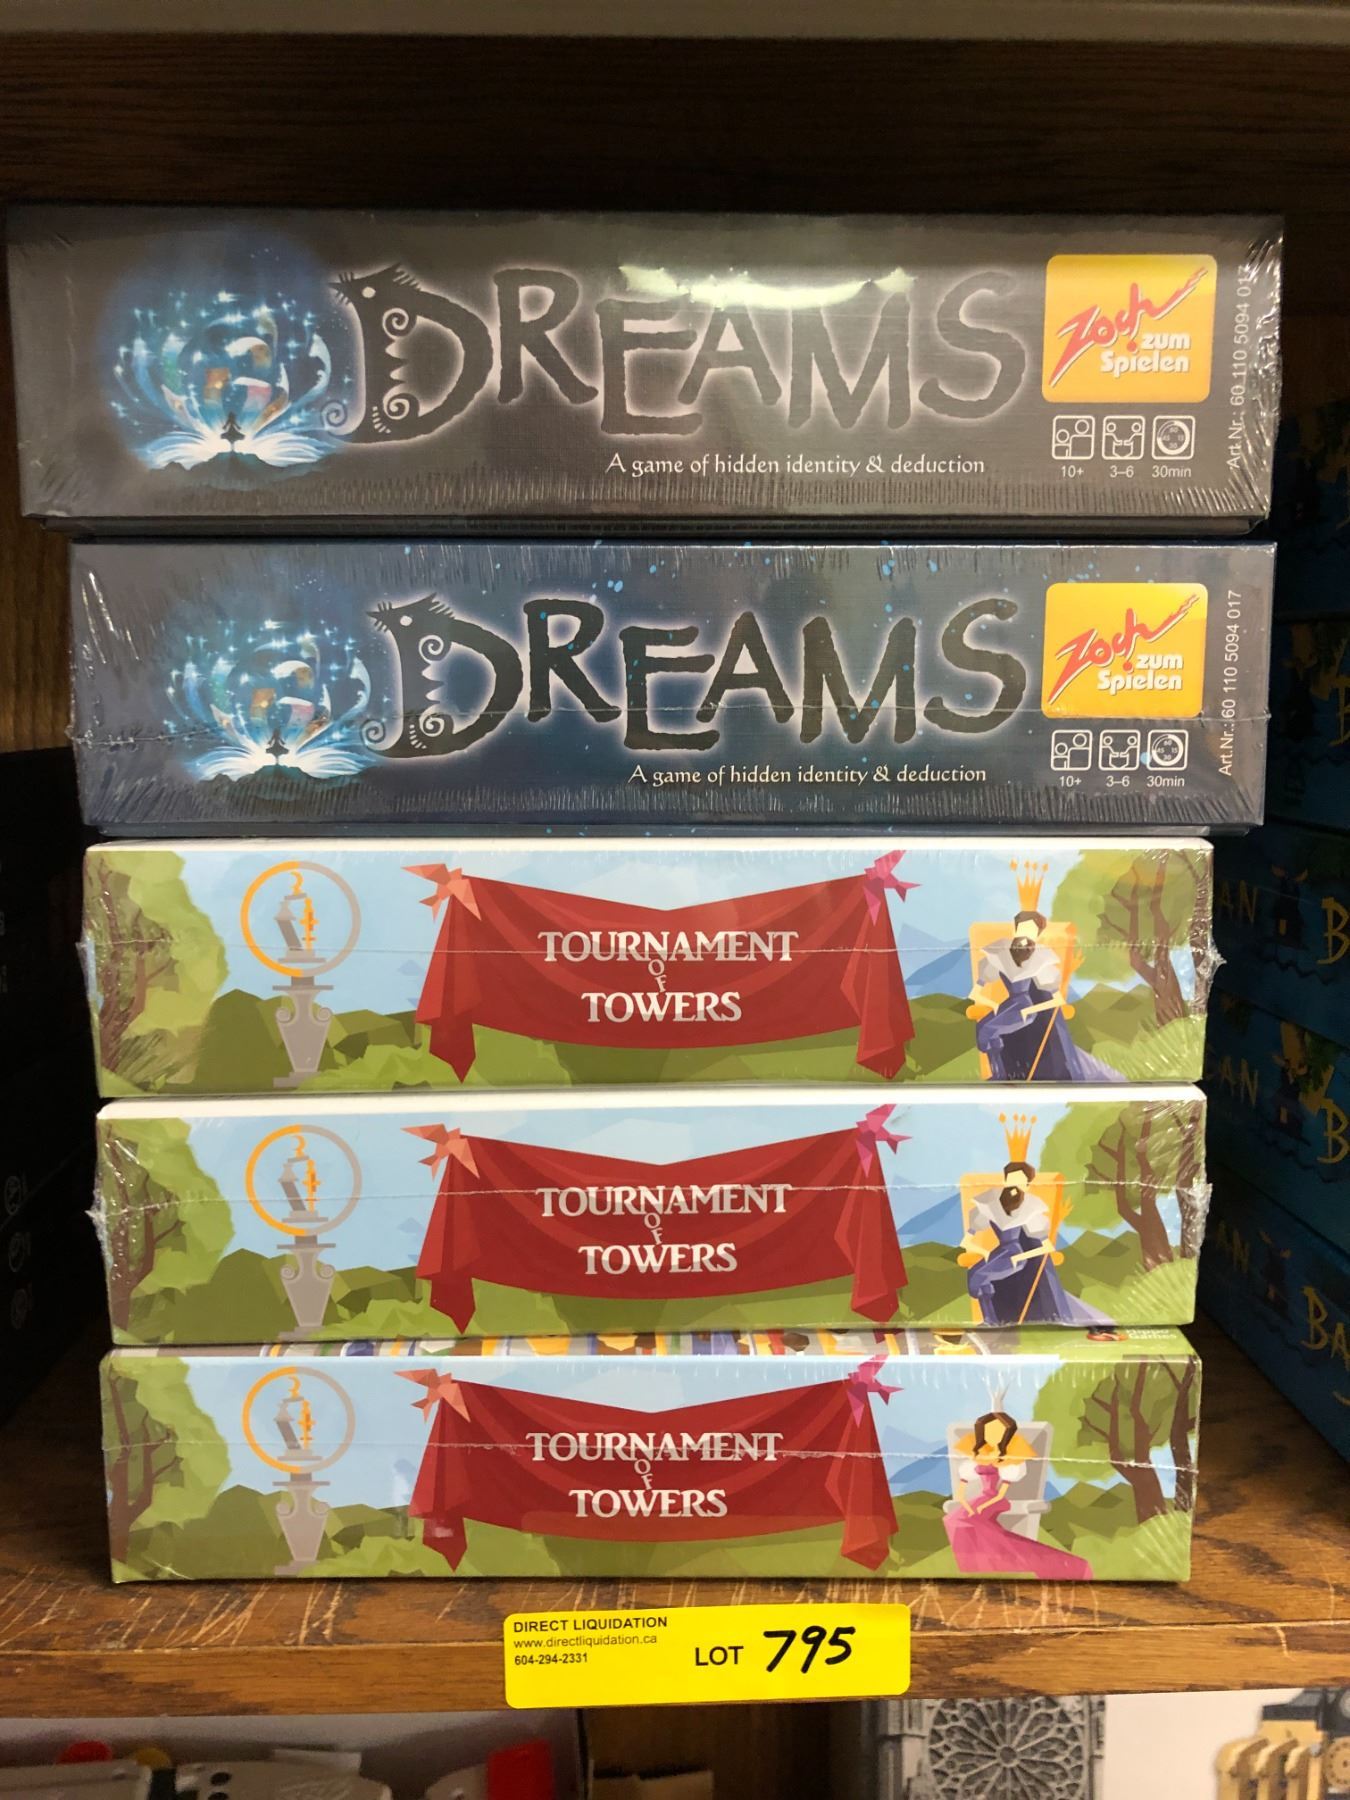 DREAMS
A game of hidden identity & deduction
Zoch
zum
Spielen
10+ 3–6 30min
Art.Nr.: 60 110 5094 017
DREAMS
A game of hidden identity & deduction
Zoch
zum
Spielen
10+ 3–6 30min
Art.Nr.: 60 110 5094 017
TOURNAMENT
OF
TOWERS
TOURNAMENT
OF
TOWERS
Games
TOURNAMENT
OF
TOWERS
DIRECT LIQUIDATION
www.directliquidation.ca
604-294-2331
LOT 795